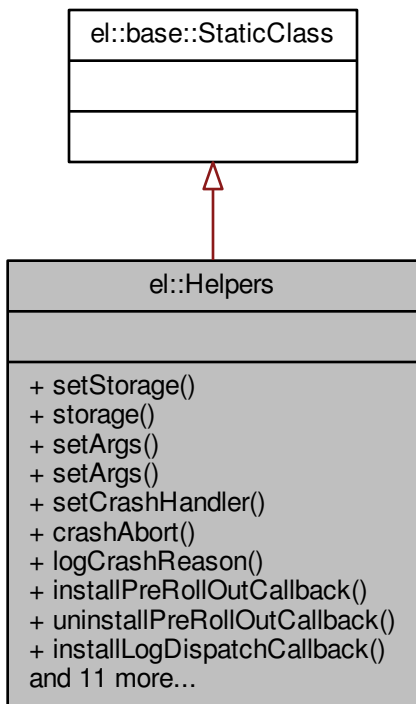 el::base::StaticClass
el::Helpers
+ setStorage()
+ storage()
+ setArgs()
+ setArgs()
+ setCrashHandler()
+ crashAbort()
+ logCrashReason()
+ installPreRollOutCallback()
+ uninstallPreRollOutCallback()
+ installLogDispatchCallback()
and 11 more...